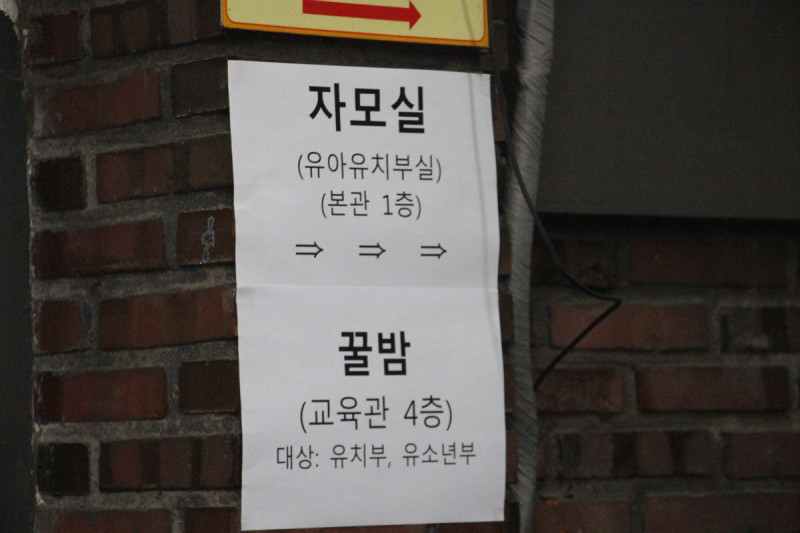 자모실
(유아유치부실)
(본관 1층)
⇒ ⇒ ⇒
꿀밤
(교육관 4층)
대상: 유치부, 유소년부